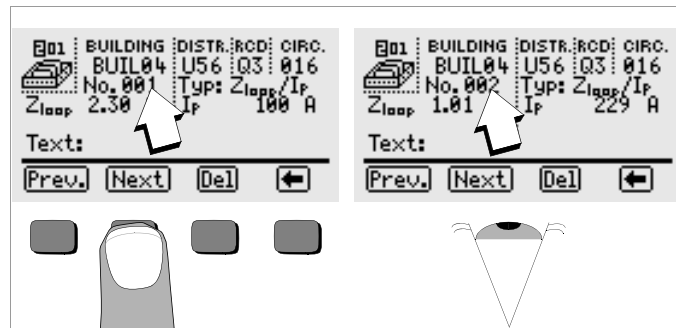 201 BUILDING DISTR. RCD CIRC.
BUIL04 U56 Q3 016
No. 001 Typ: Zloop/IP
Zloop 2.30 IP 100 A
Text:
Prev. Next Del ←
201 BUILDING DISTR. RCD CIRC.
BUIL04 U56 Q3 016
No. 002 Typ: Zloop/IP
Zloop 1.01 IP 229 A
Text:
Prev. Next Del ←